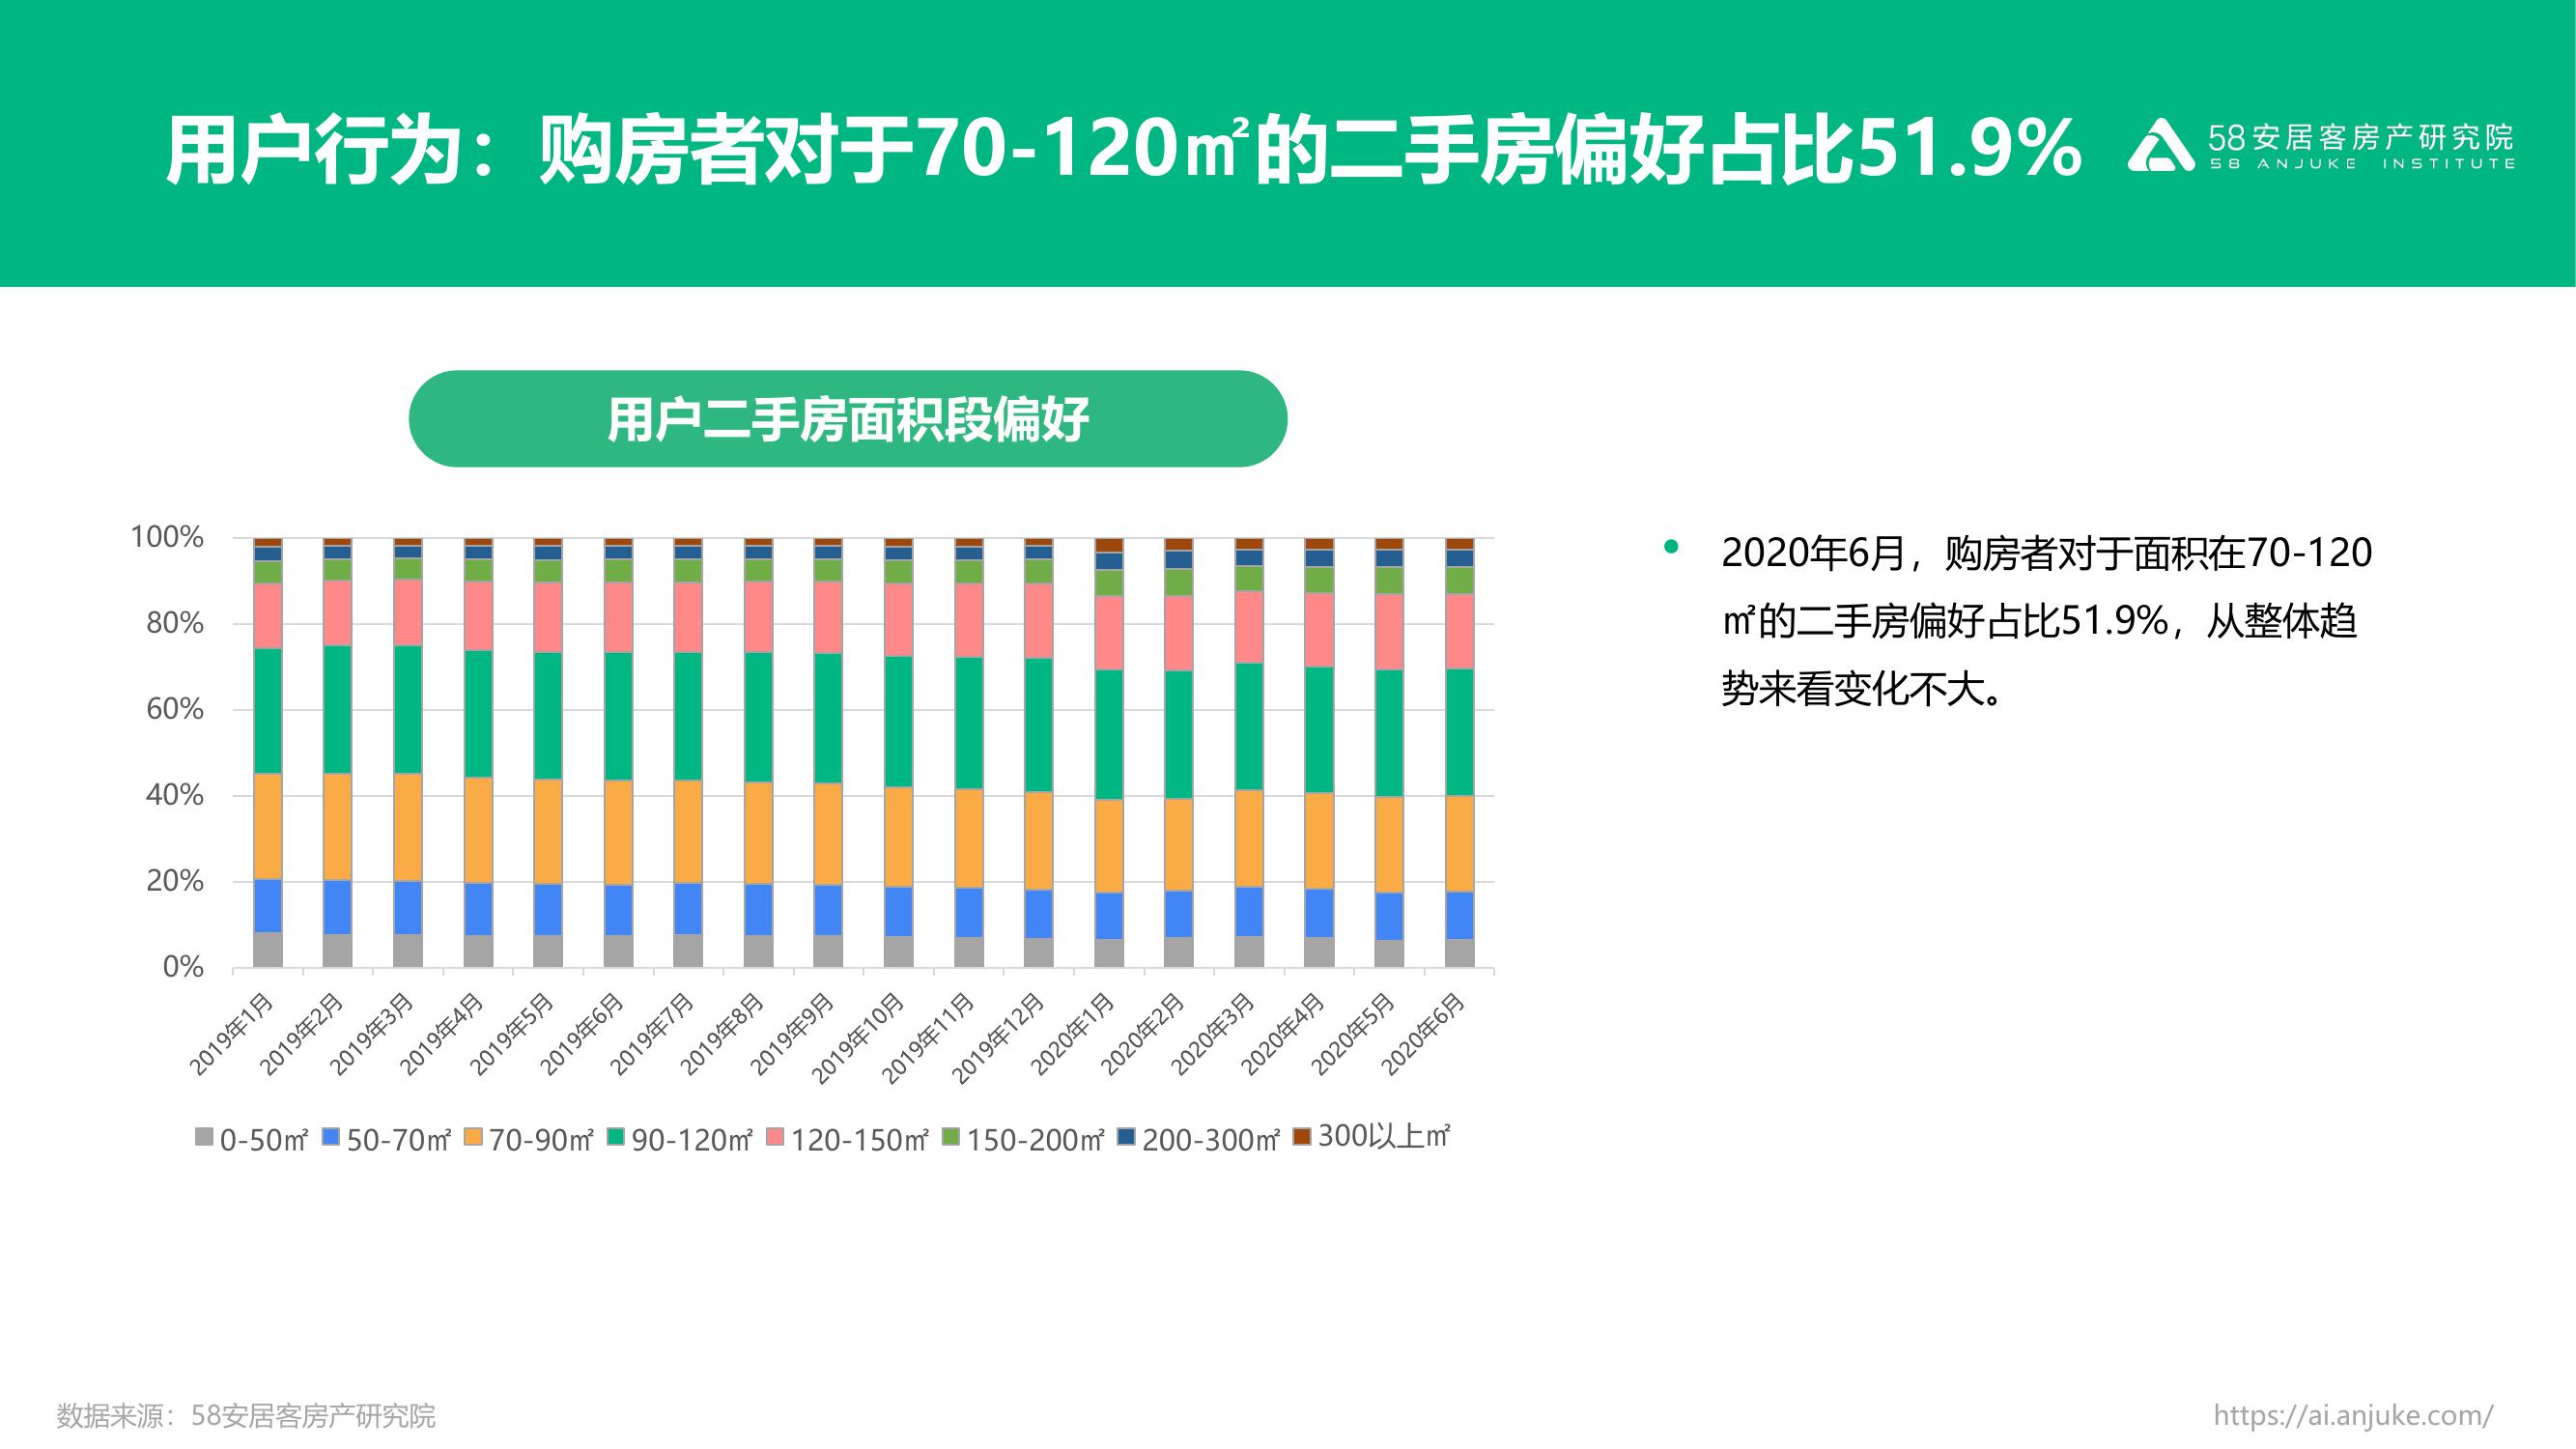 用户行为：购房者对于70-120㎡的二手房偏好占比51.9%
58安居客房产研究院
58 ANJUKE INSTITUTE
用户二手房面积段偏好
100%
80%
60%
40%
20%
0%
2019年1月
2019年2月
2019年3月
2019年4月
2019年5月
2019年6月
2019年7月
2019年8月
2019年9月
2019年10月
2019年11月
2019年12月
2020年1月
2020年2月
2020年3月
2020年4月
2020年5月
2020年6月
0-50㎡ 50-70㎡ 70-90㎡ 90-120㎡ 120-150㎡ 150-200㎡ 200-300㎡ 300以上㎡
• 2020年6月，购房者对于面积在70-120
㎡的二手房偏好占比51.9%，从整体趋
势来看变化不大。
数据来源：58安居客房产研究院
https://ai.anjuke.com/